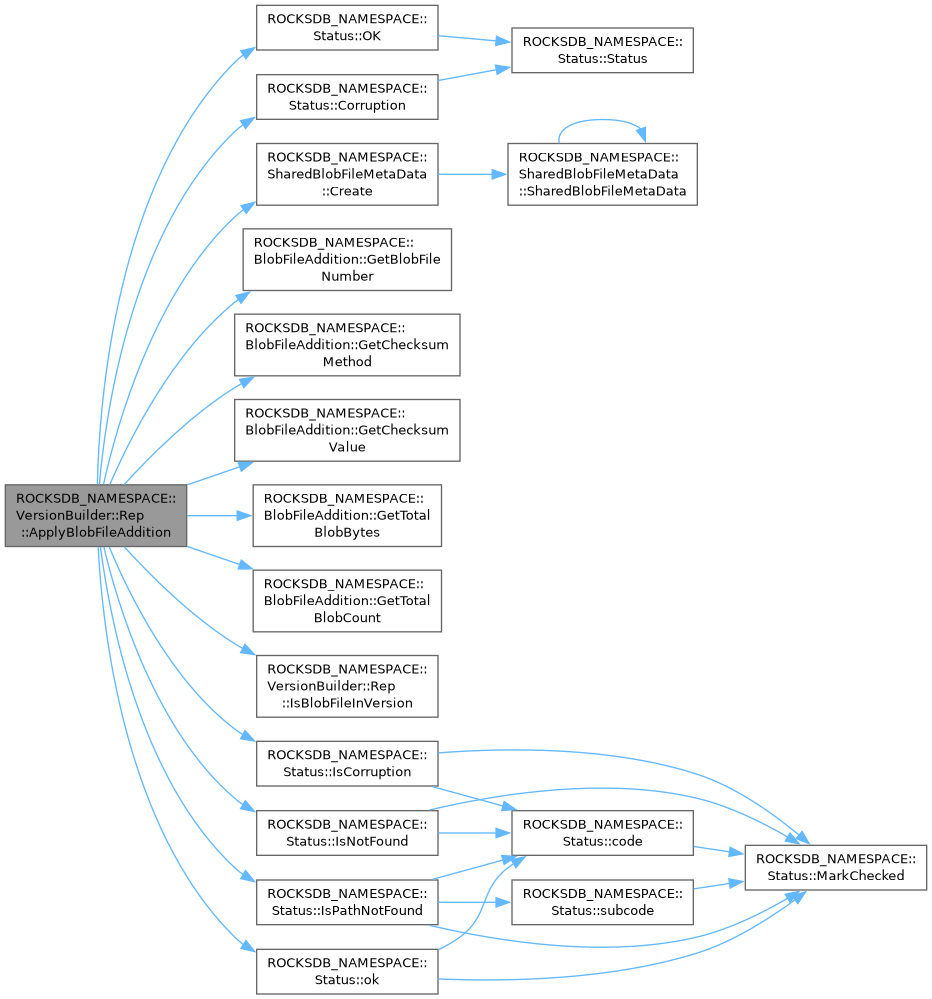 ROCKSDB_NAMESPACE::
Status::OK
ROCKSDB_NAMESPACE::
Status::Status
ROCKSDB_NAMESPACE::
Status::Corruption
ROCKSDB_NAMESPACE::
SharedBlobFileMetaData
::Create
ROCKSDB_NAMESPACE::
SharedBlobFileMetaData
::SharedBlobFileMetaData
ROCKSDB_NAMESPACE::
BlobFileAddition::GetBlobFile
Number
ROCKSDB_NAMESPACE::
BlobFileAddition::GetChecksum
Method
ROCKSDB_NAMESPACE::
BlobFileAddition::GetChecksum
Value
ROCKSDB_NAMESPACE::
VersionBuilder::Rep
::ApplyBlobFileAddition
ROCKSDB_NAMESPACE::
BlobFileAddition::GetTotal
BlobBytes
ROCKSDB_NAMESPACE::
BlobFileAddition::GetTotal
BlobCount
ROCKSDB_NAMESPACE::
VersionBuilder::Rep
::IsBlobFileInVersion
ROCKSDB_NAMESPACE::
Status::IsCorruption
ROCKSDB_NAMESPACE::
Status::IsNotFound
ROCKSDB_NAMESPACE::
Status::code
ROCKSDB_NAMESPACE::
Status::MarkChecked
ROCKSDB_NAMESPACE::
Status::IsPathNotFound
ROCKSDB_NAMESPACE::
Status::subcode
ROCKSDB_NAMESPACE::
Status::ok